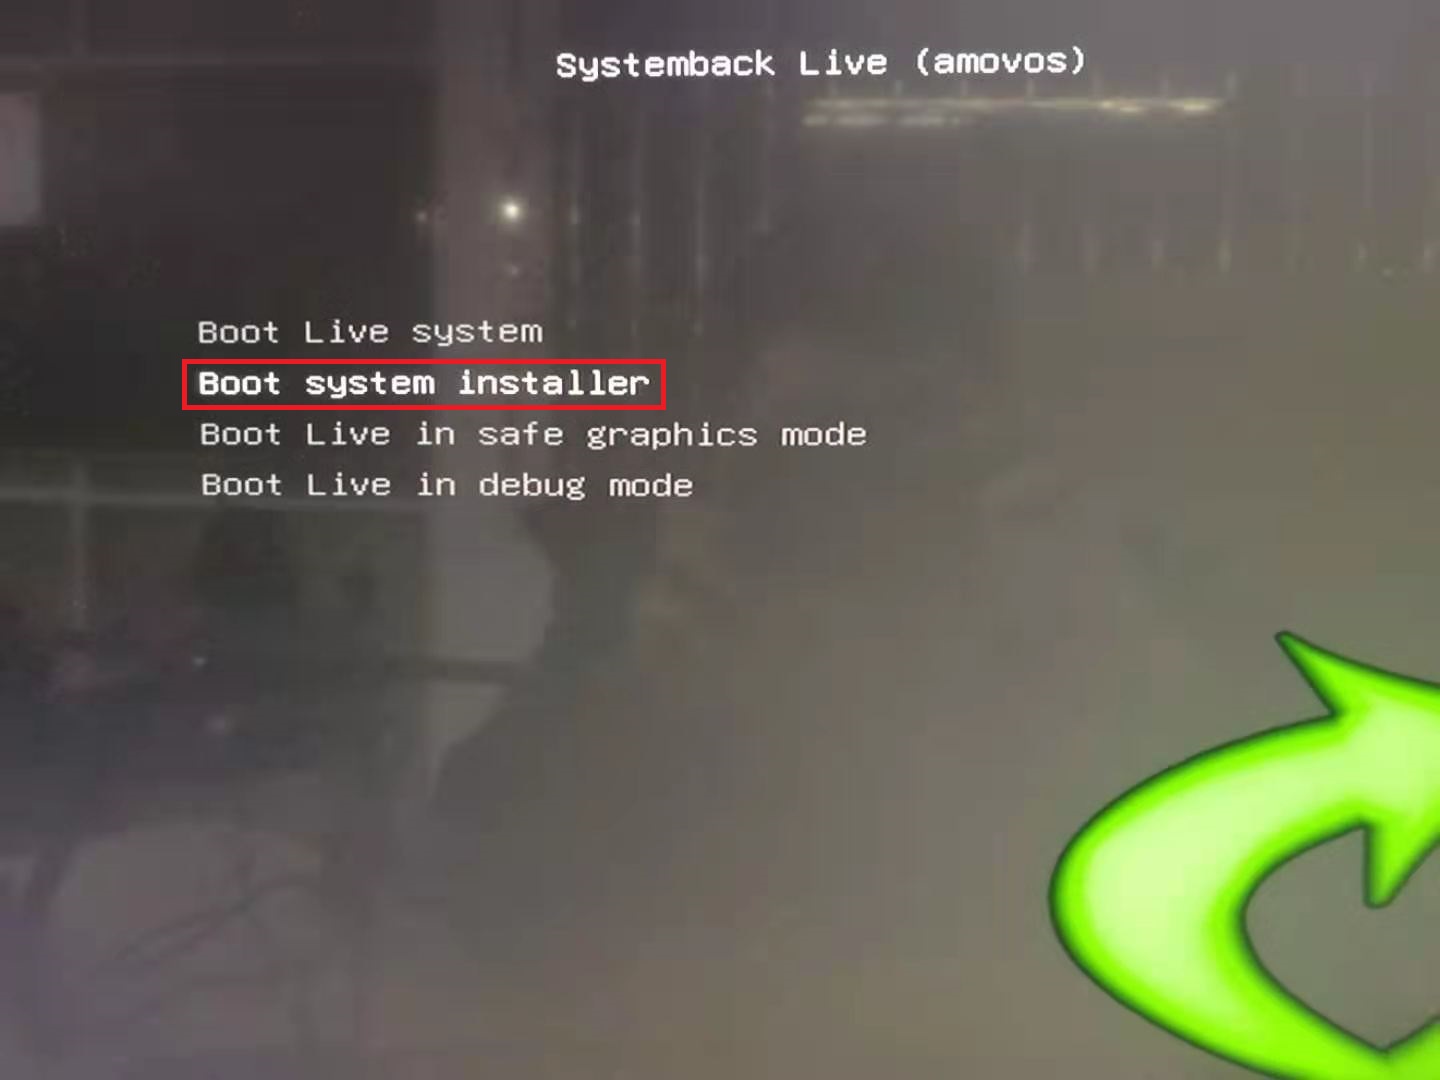 Systemback Live (amovos)
Boot Live system
Boot system installer
Boot Live in safe graphics mode
Boot Live in debug mode